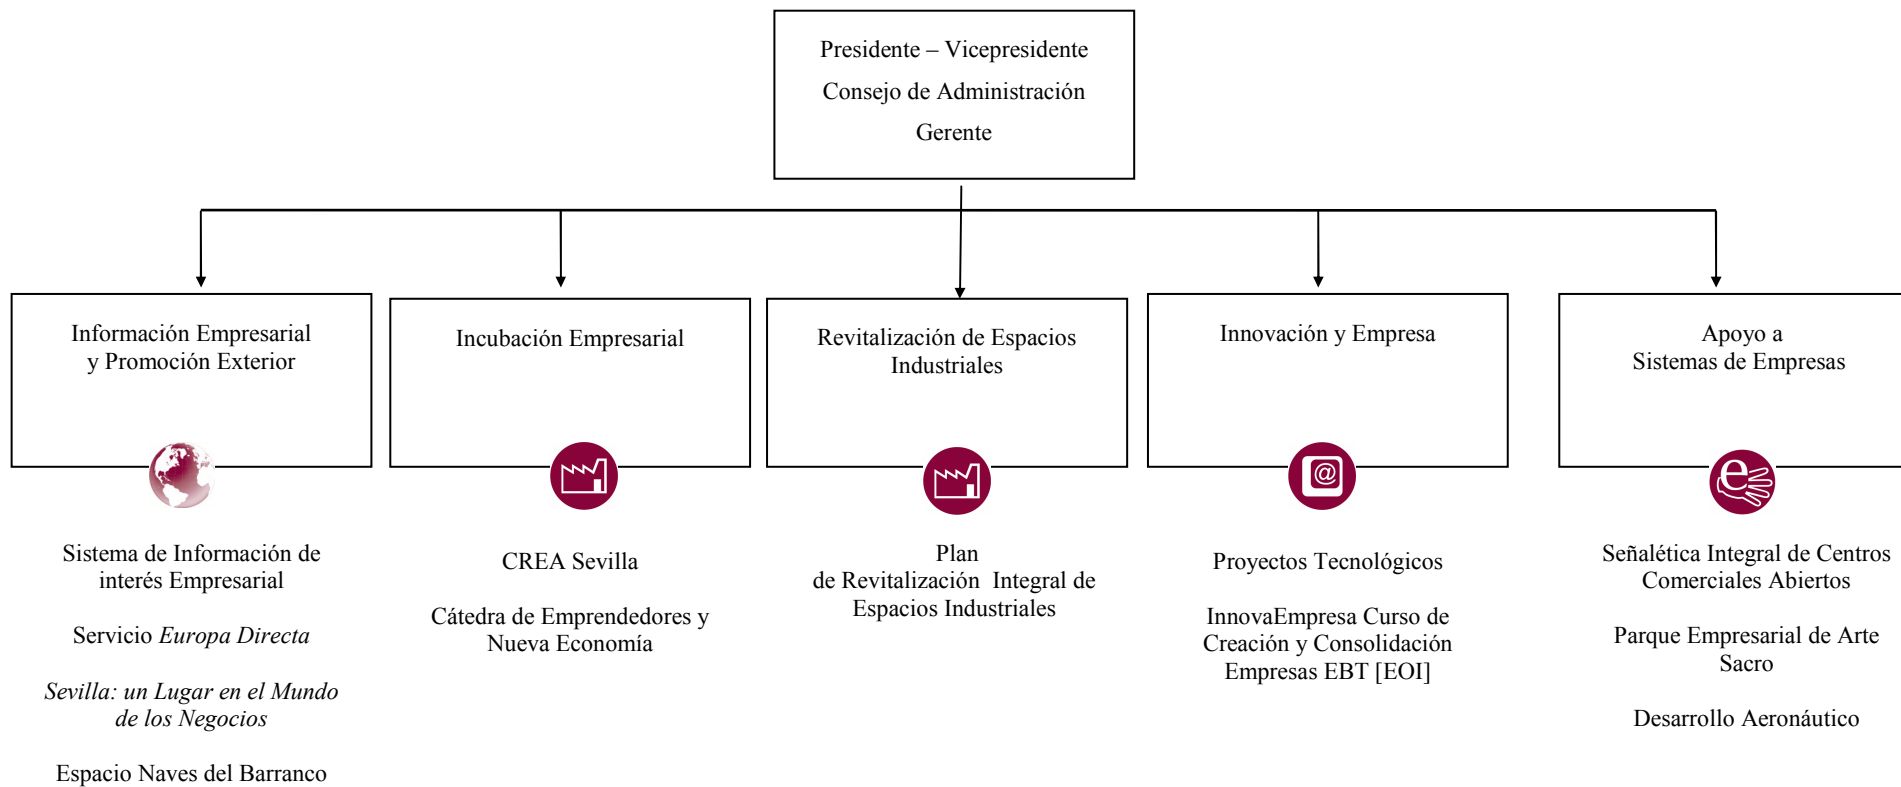 Presidente – Vicepresidente
Consejo de Administración
Gerente
Información Empresarial
y Promoción Exterior
Incubación Empresarial
Revitalización de Espacios
Industriales
Innovación y Empresa
Apoyo a
Sistemas de Empresas
@
e
Sistema de Información de
interés Empresarial
Servicio Europa Directa
Sevilla: un Lugar en el Mundo
de los Negocios
Espacio Naves del Barranco
CREA Sevilla
Cátedra de Emprendedores y
Nueva Economía
Plan
de Revitalización Integral de
Espacios Industriales
Proyectos Tecnológicos
InnovaEmpresa Curso de
Creación y Consolidación
Empresas EBT [EOI]
Señalética Integral de Centros
Comerciales Abiertos
Parque Empresarial de Arte
Sacro
Desarrollo Aeronáutico